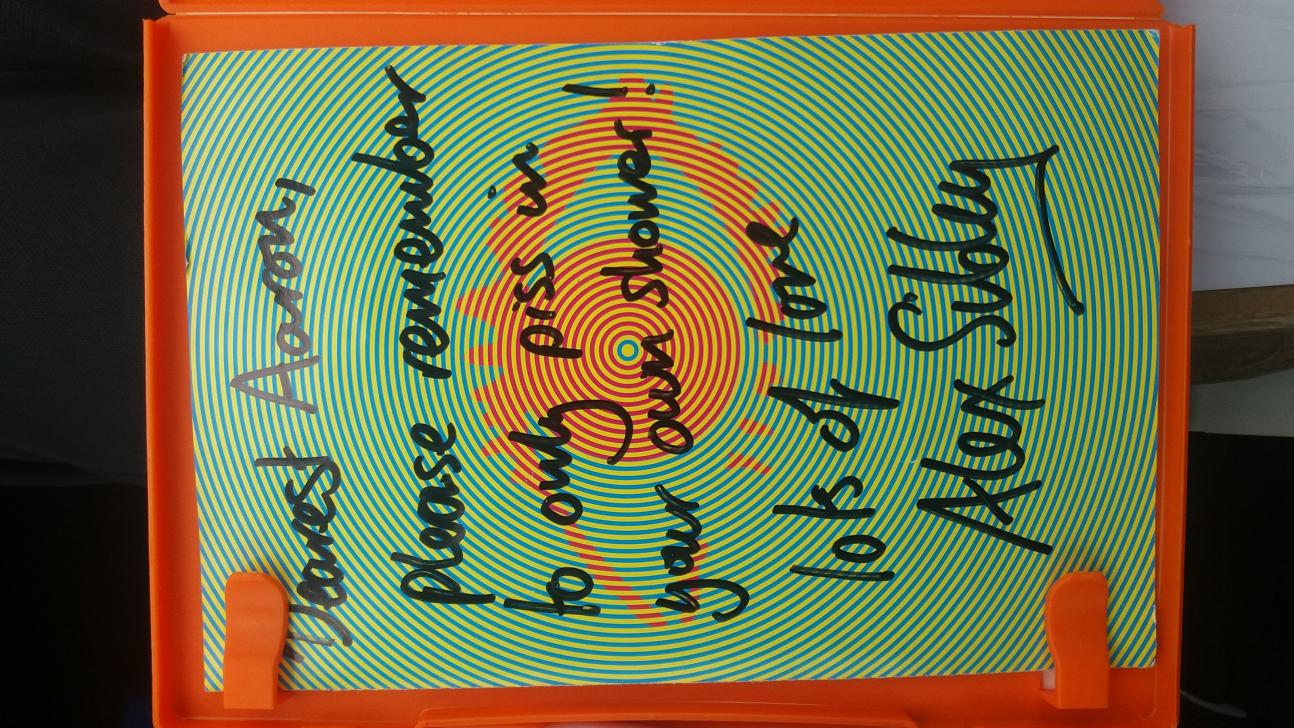 Dearest Aaron,
please remember
to only piss in
your own shower!
lots of love
Alex Sibley